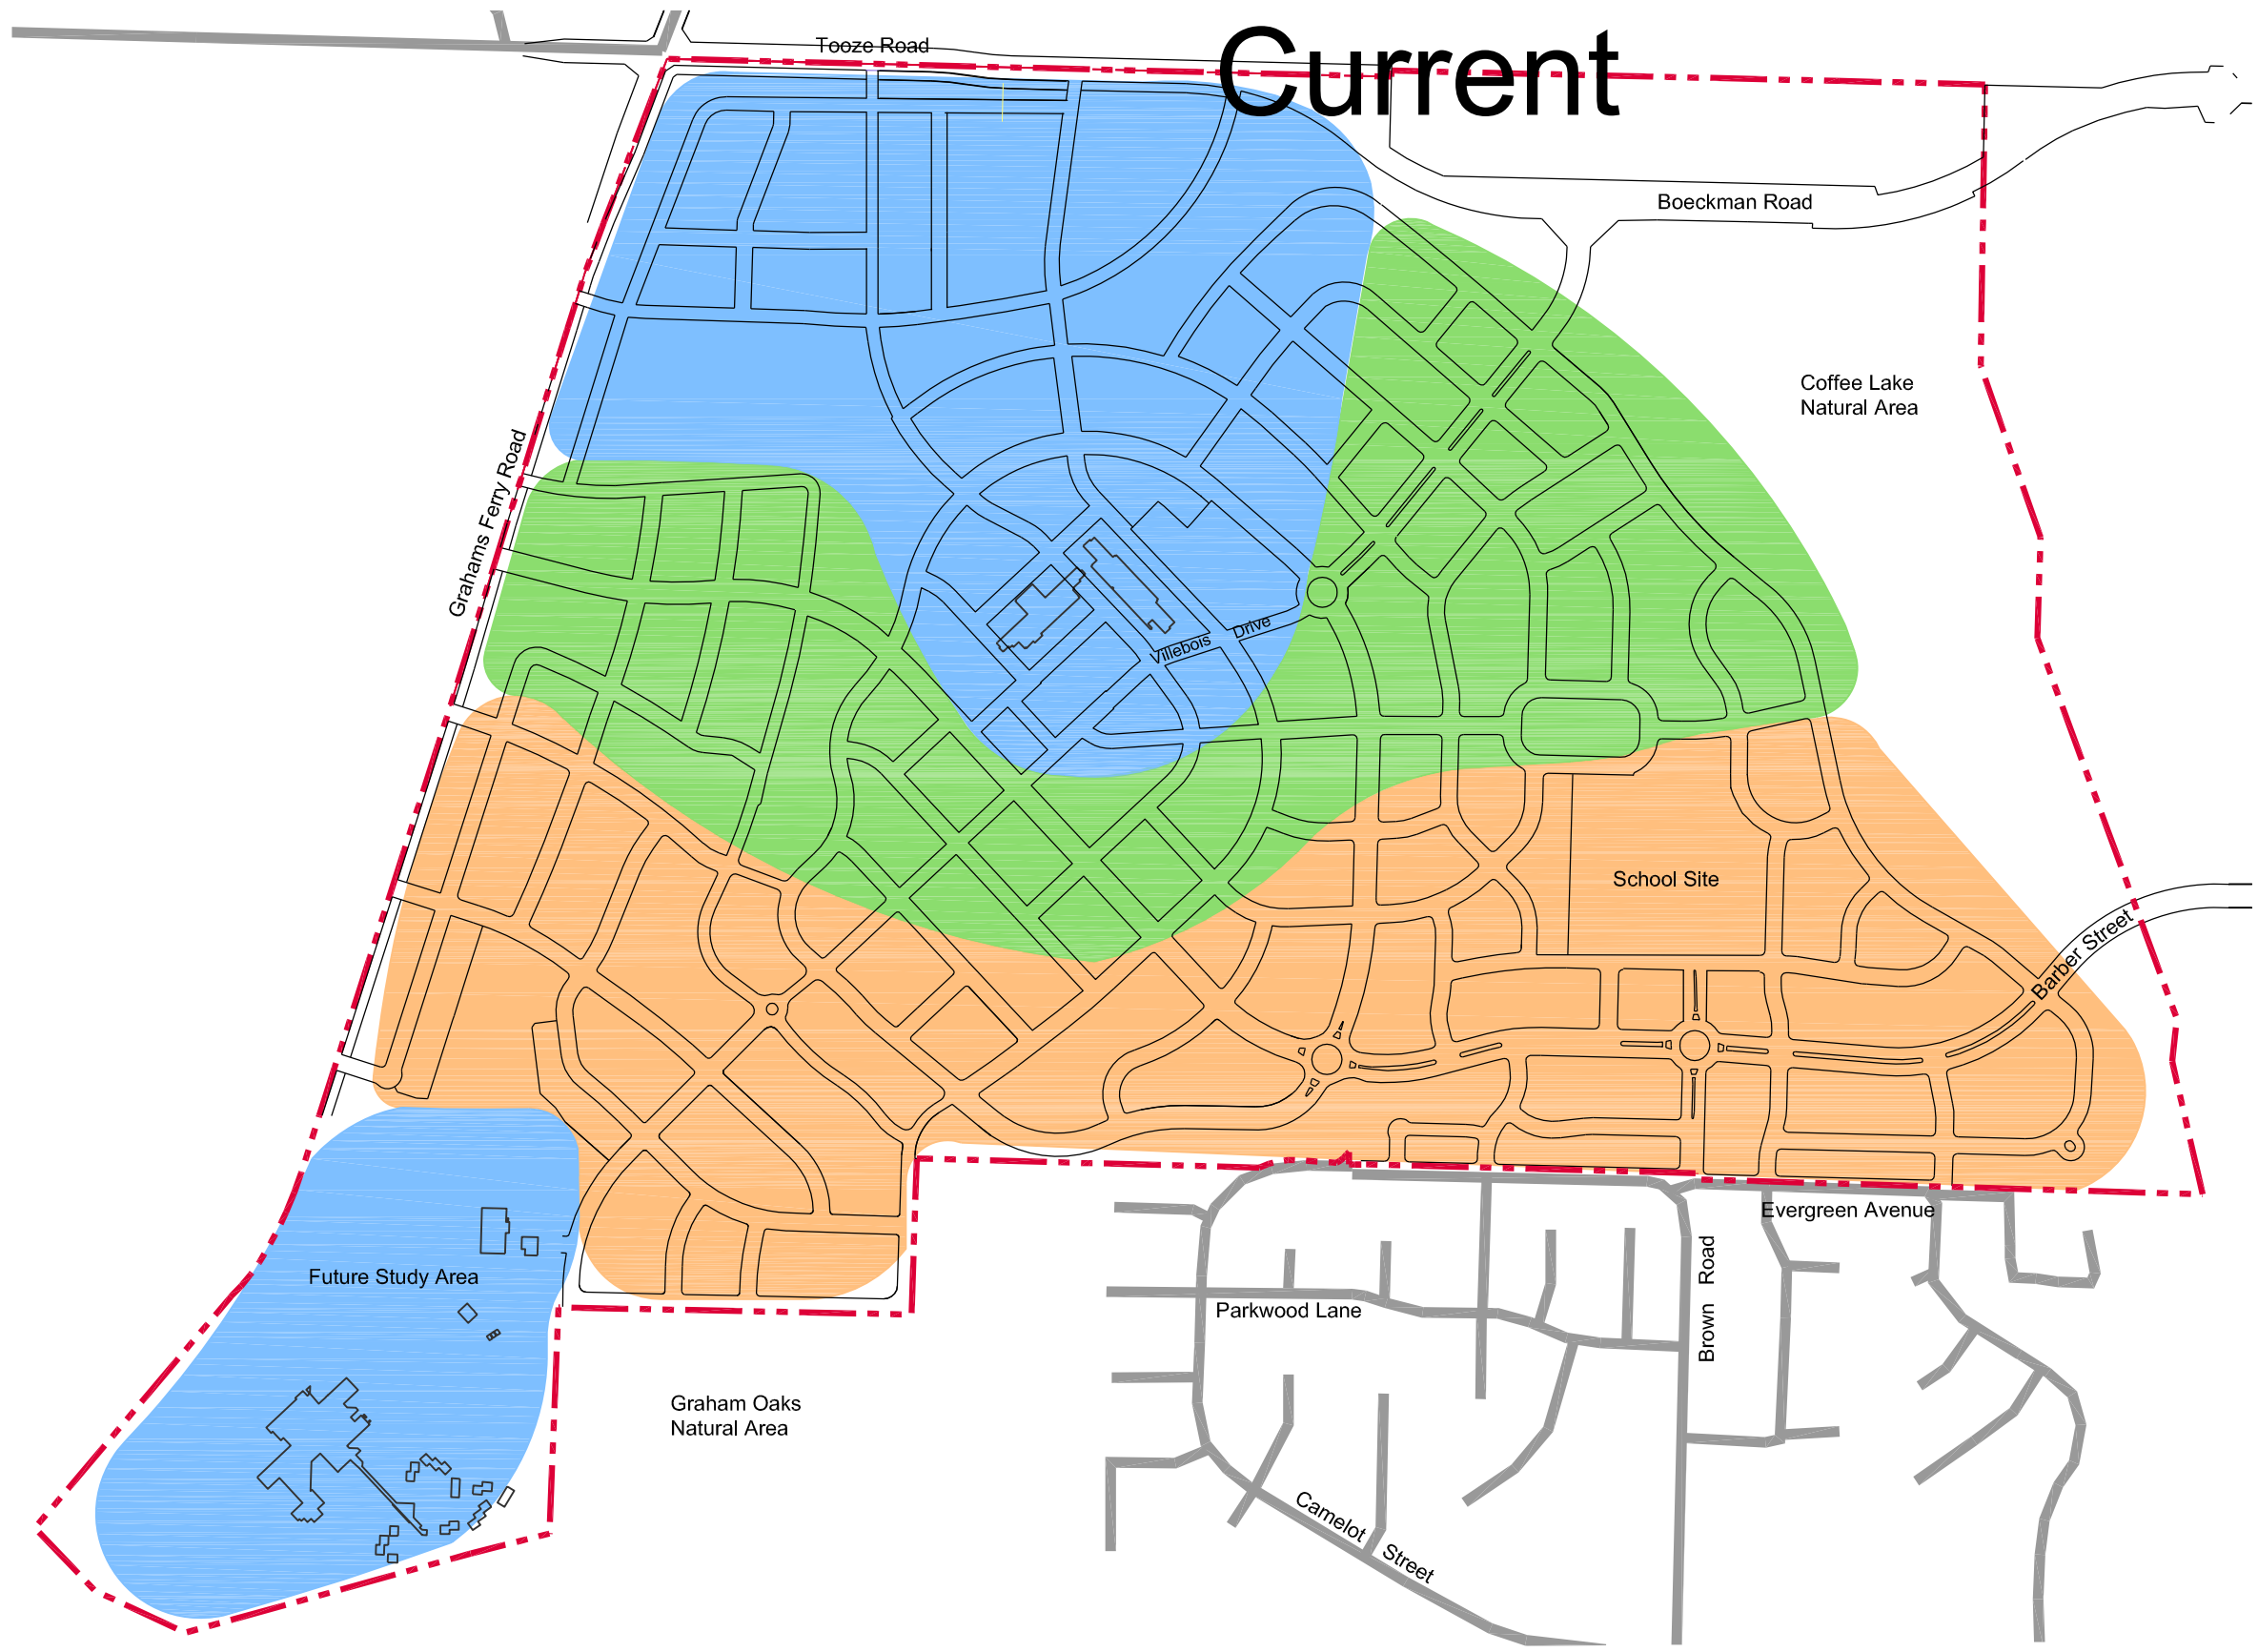 Current
Tooze Road
Boeckman Road
Coffee Lake
Natural Area
Grahams Ferry Road
Villebois Drive
School Site
Barber Street
Evergreen Avenue
Future Study Area
Brown Road
Parkwood Lane
Graham Oaks
Natural Area
Camelot Street